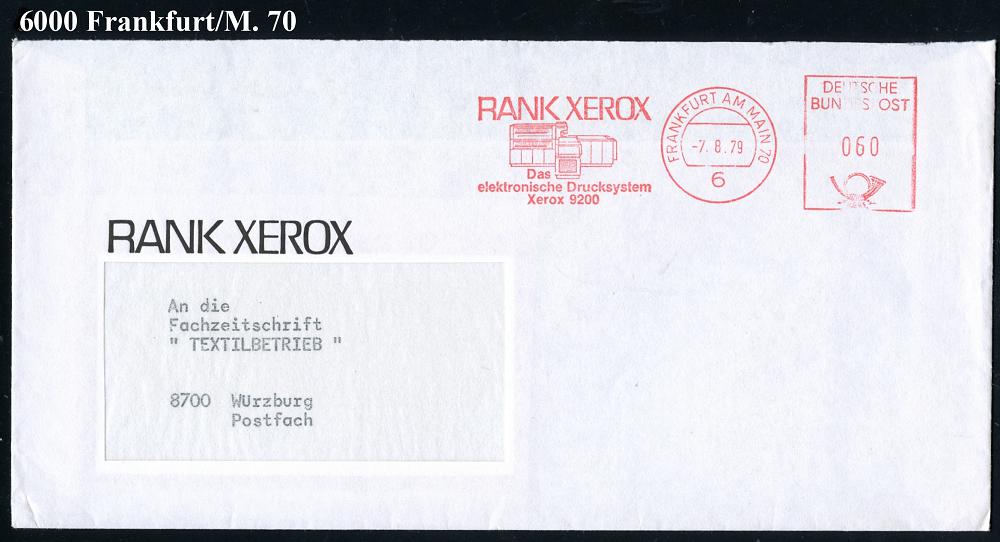 6000 Frankfurt/M. 70
RANK XEROX
Das
elektronische Drucksystem
Xerox 9200
FRANKFURT AM MAIN 70
-7. 8. 79
6
DEUTSCHE
BUNDESPOST
060
RANK XEROX
An die
Fachzeitschrift
" TEXTILBETRIEB "
8700 WUrzburg
Postfach